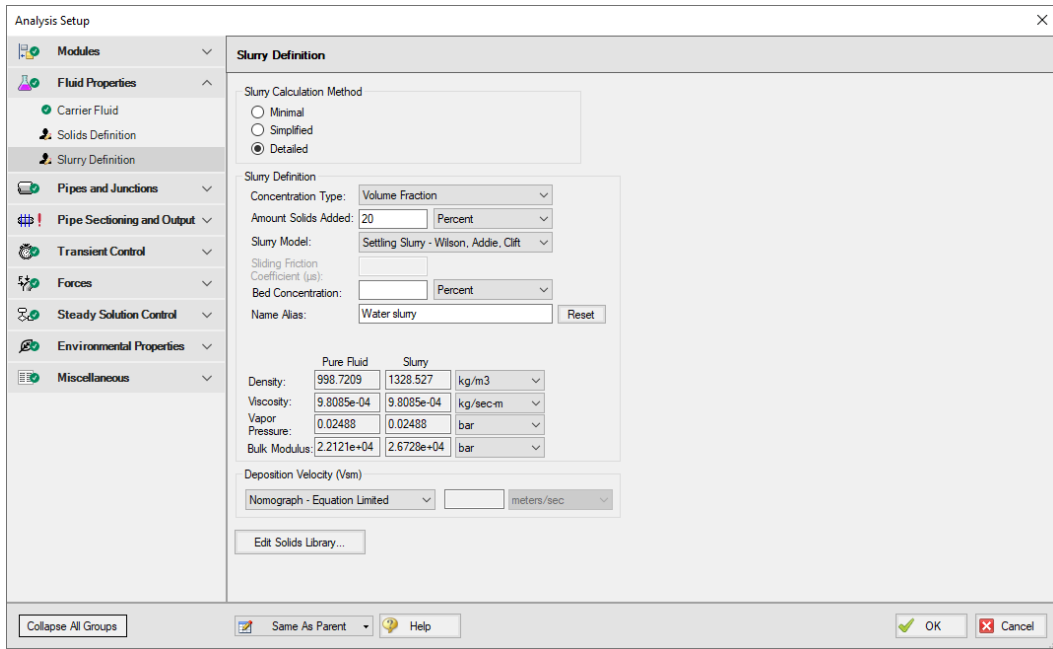 Analysis Setup
Modules
Fluid Properties
Carrier Fluid
Solids Definition
Slurry Definition
Pipes and Junctions
Pipe Sectioning and Output
Transient Control
Forces
Steady Solution Control
Environmental Properties
Miscellaneous
Collapse All Groups
Slurry Definition
Slurry Calculation Method
Minimal
Simplified
Detailed
Slurry Definition
Concentration Type: Volume Fraction
Amount Solids Added: 20 Percent
Slurry Model: Settling Slurry - Wilson, Addie, Clift
Sliding Friction
Coefficient (µs):
Bed Concentration: Percent
Name Alias: Water slurry Reset
Pure Fluid Slurry
Density: 998.7209 1328.527 kg/m3
Viscosity: 9.8085e-04 9.8085e-04 kg/sec-m
Vapor
Pressure: 0.02488 0.02488 bar
Bulk Modulus: 2.2121e+04 2.6728e+04 bar
Deposition Velocity (Vsm)
Nomograph - Equation Limited meters/sec
Edit Solids Library...
Same As Parent Help OK Cancel